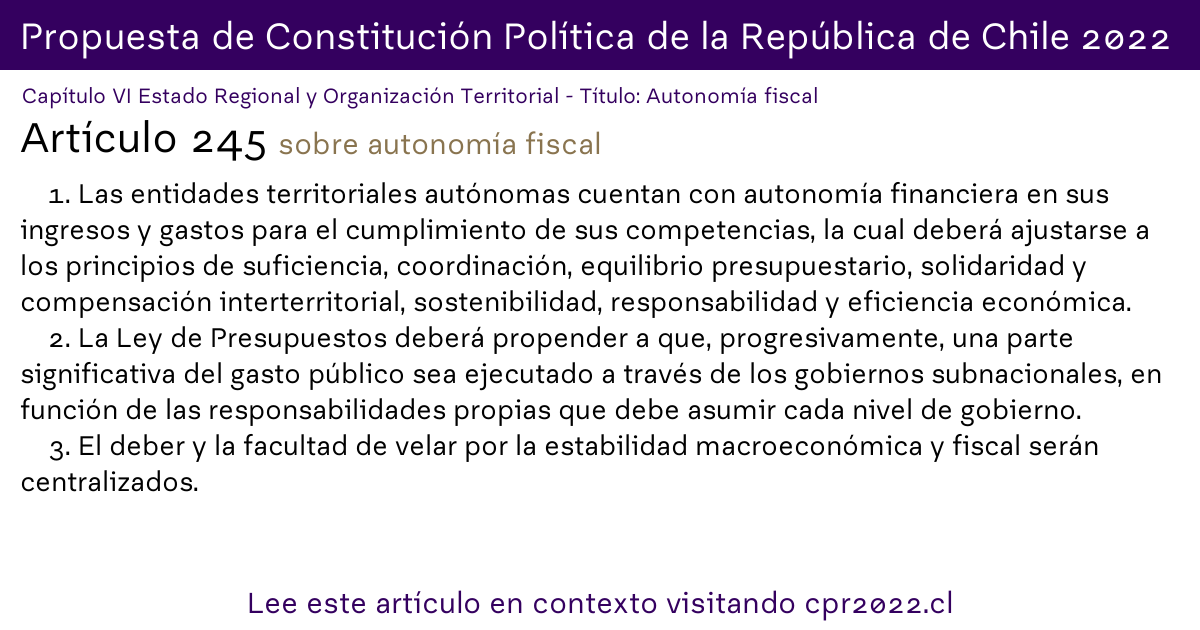 Propuesta de Constitución Política de la República de Chile 2022
Capítulo VI Estado Regional y Organización Territorial - Título: Autonomía fiscal
Artículo 245 sobre autonomía fiscal
1. Las entidades territoriales autónomas cuentan con autonomía financiera en sus
ingresos y gastos para el cumplimiento de sus competencias, la cual deberá ajustarse a
los principios de suficiencia, coordinación, equilibrio presupuestario, solidaridad y
compensación interterritorial, sostenibilidad, responsabilidad y eficiencia económica.
2. La Ley de Presupuestos deberá propender a que, progresivamente, una parte
significativa del gasto público sea ejecutado a través de los gobiernos subnacionales, en
función de las responsabilidades propias que debe asumir cada nivel de gobierno.
3. El deber y la facultad de velar por la estabilidad macroeconómica y fiscal serán
centralizados.
Lee este artículo en contexto visitando cpr2022.cl